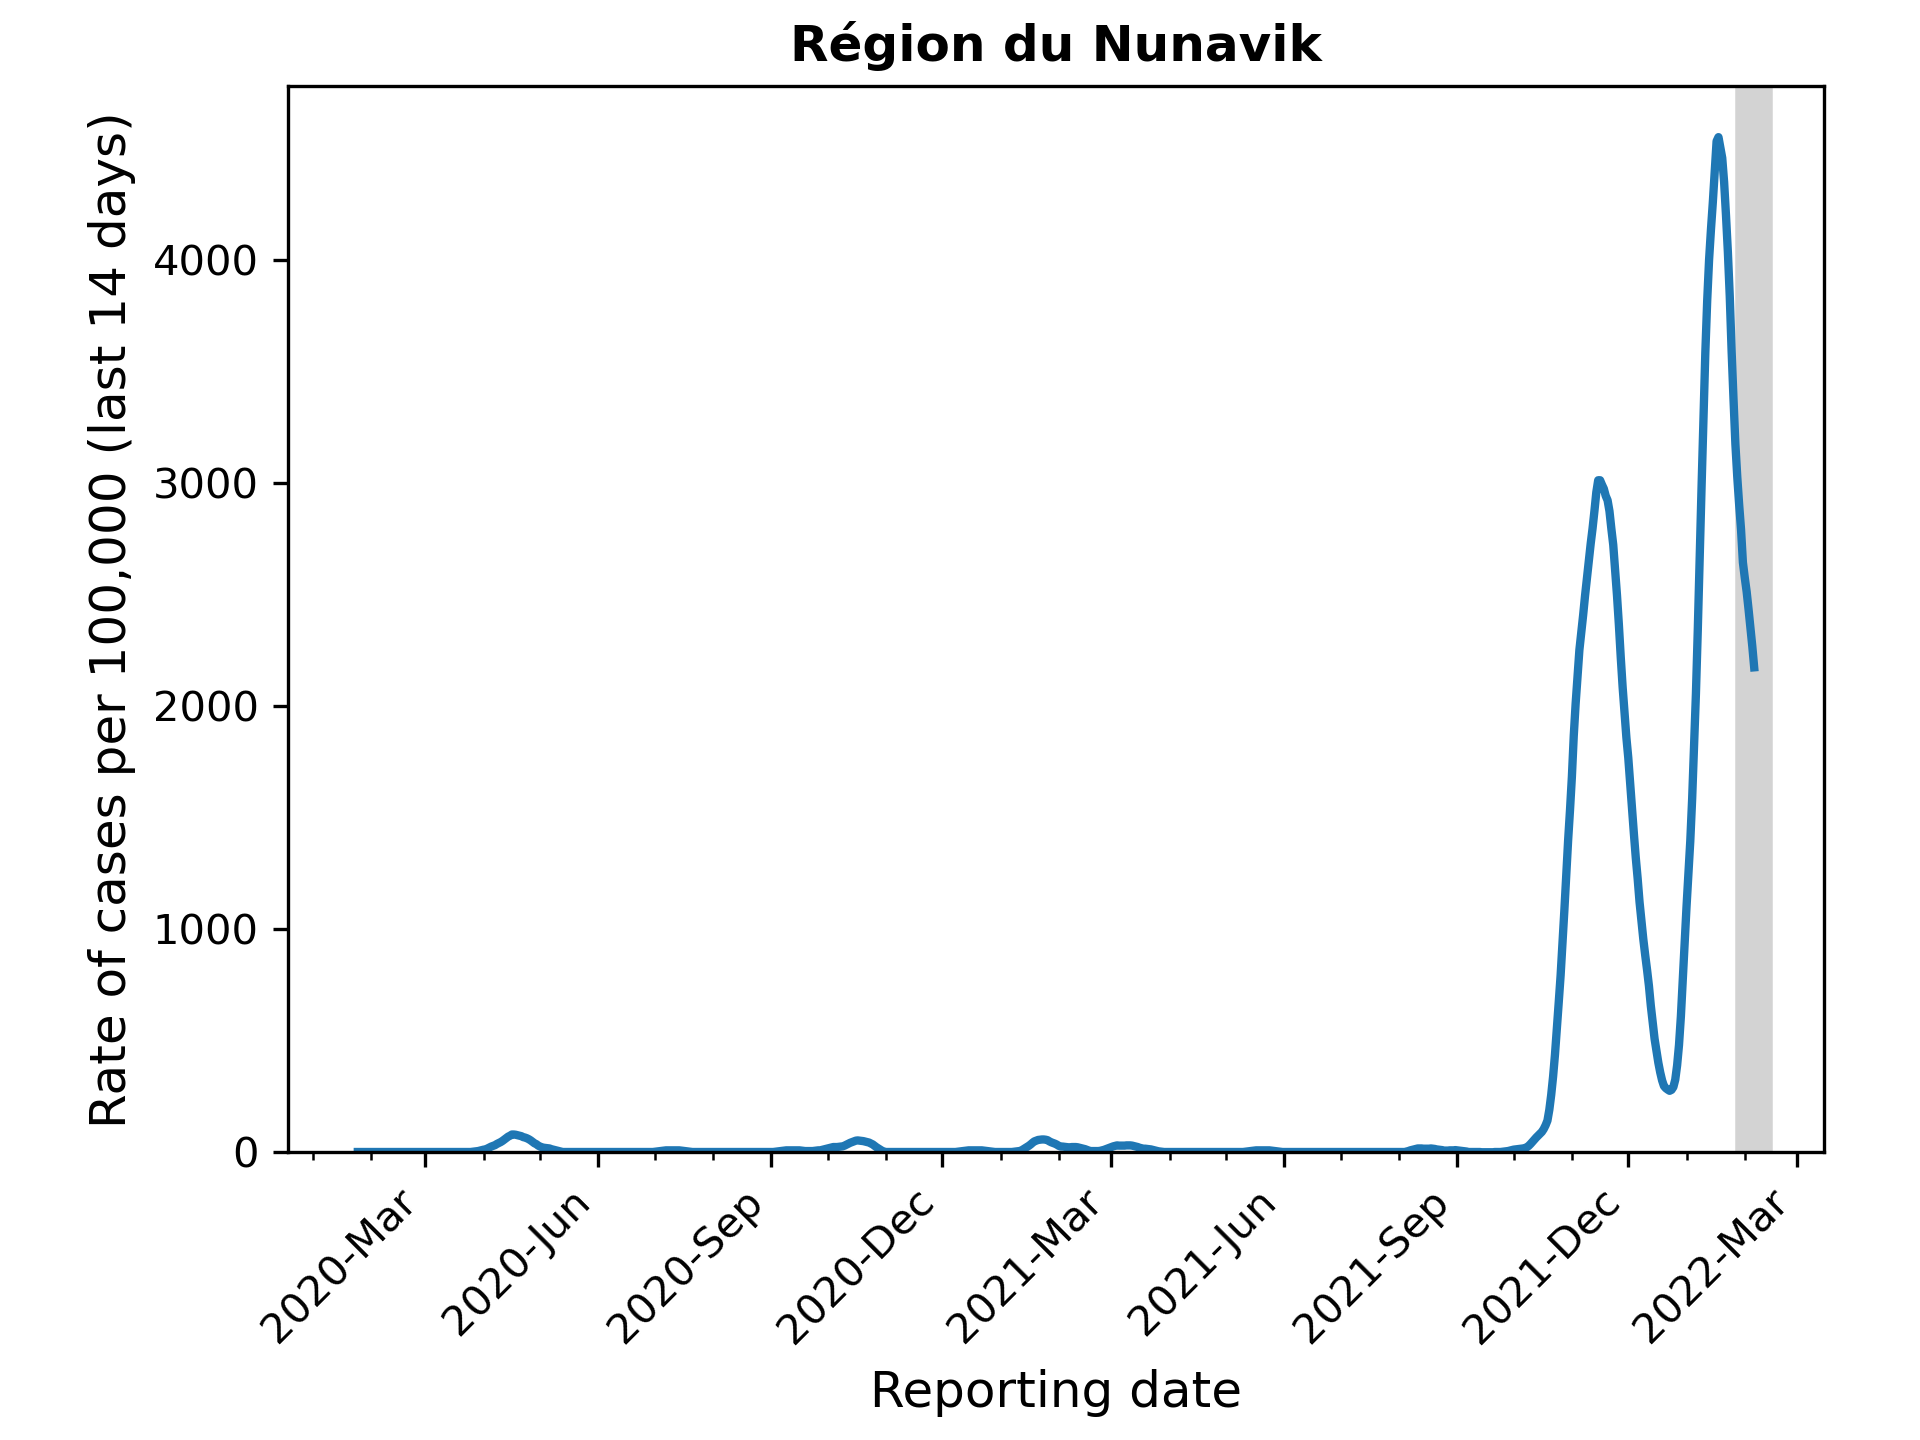 Région du Nunavik
Rate of cases per 100,000 (last 14 days)
4000
3000
2000
1000
0
2020-Mar
2020-Jun
2020-Sep
2020-Dec
2021-Mar
2021-Jun
2021-Sep
2021-Dec
2022-Mar
Reporting date